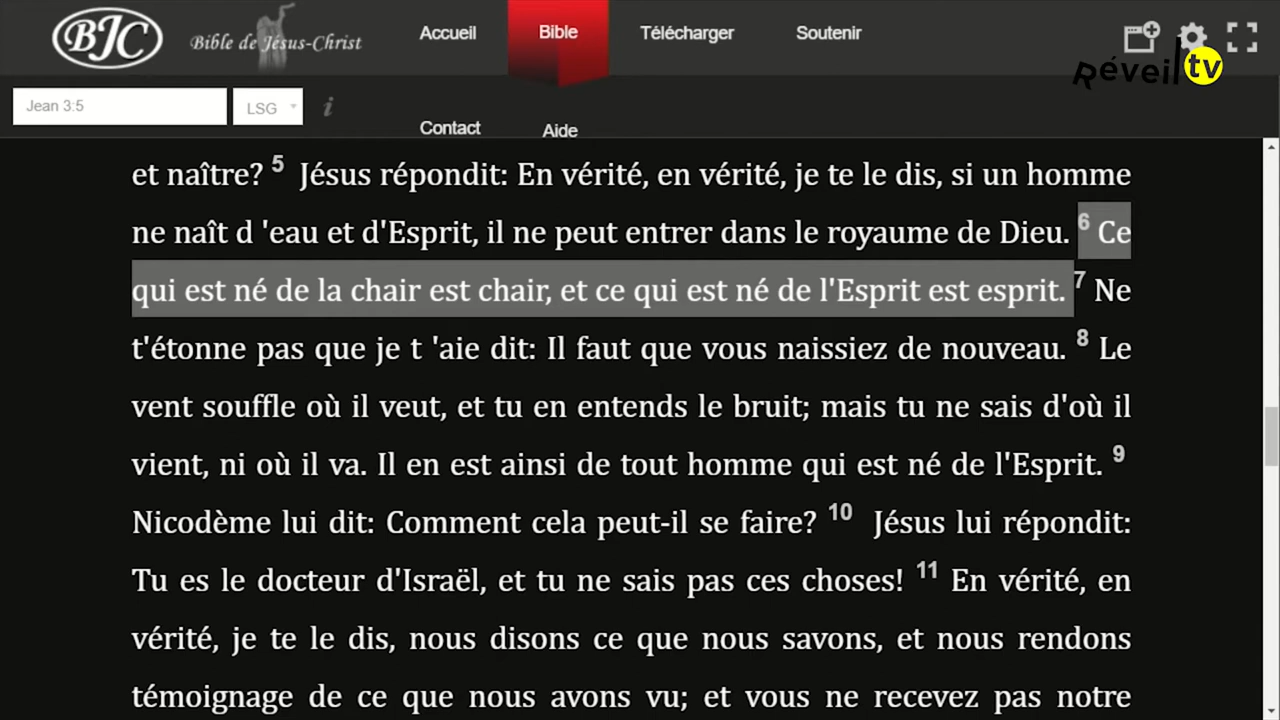 BJC
Bible de Jésus-Christ
Accueil
Bible
Télécharger
Soutenir
Réveil tv
Jean 3:5
LSG
i
Contact
Aide
et naître? 5 Jésus répondit: En vérité, en vérité, je te le dis, si un homme
ne naît d 'eau et d'Esprit, il ne peut entrer dans le royaume de Dieu. 6 Ce
qui est né de la chair est chair, et ce qui est né de l'Esprit est esprit. 7 Ne
t'étonne pas que je t 'aie dit: Il faut que vous naissiez de nouveau. 8 Le
vent souffle où il veut, et tu en entends le bruit; mais tu ne sais d'où il
vient, ni où il va. Il en est ainsi de tout homme qui est né de l'Esprit. 9
Nicodème lui dit: Comment cela peut-il se faire? 10 Jésus lui répondit:
Tu es le docteur d'Israël, et tu ne sais pas ces choses! 11 En vérité, en
vérité, je te le dis, nous disons ce que nous savons, et nous rendons
témoignage de ce que nous avons vu; et vous ne recevez pas notre